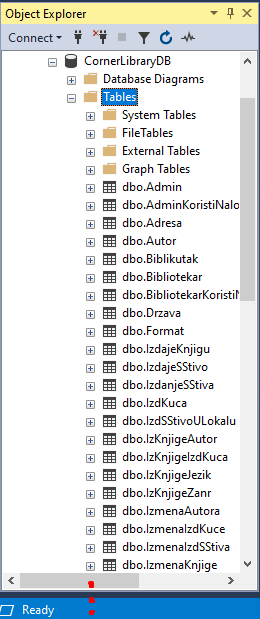 Object Explorer
Connect
CornerLibraryDB
Database Diagrams
Tables
System Tables
FileTables
External Tables
Graph Tables
dbo.Admin
dbo.AdminKoristiNalo
dbo.Adresa
dbo.Autor
dbo.Biblikutak
dbo.Bibliotekar
dbo.BibliotekarKoristiN
dbo.Drzava
dbo.Format
dbo.IzdajeKnjigu
dbo.IzdajeSStivo
dbo.IzdanjeSStiva
dbo.IzdKuca
dbo.IzdSStivoULokalu
dbo.IzKnjigeAutor
dbo.IzKnjigeIzdKuca
dbo.IzKnjigeJezik
dbo.IzKnjigeZanr
dbo.IzmenaAutora
dbo.IzmenaIzdKuce
dbo.IzmenaIzdSStiva
dbo.IzmenaKnjige
Ready